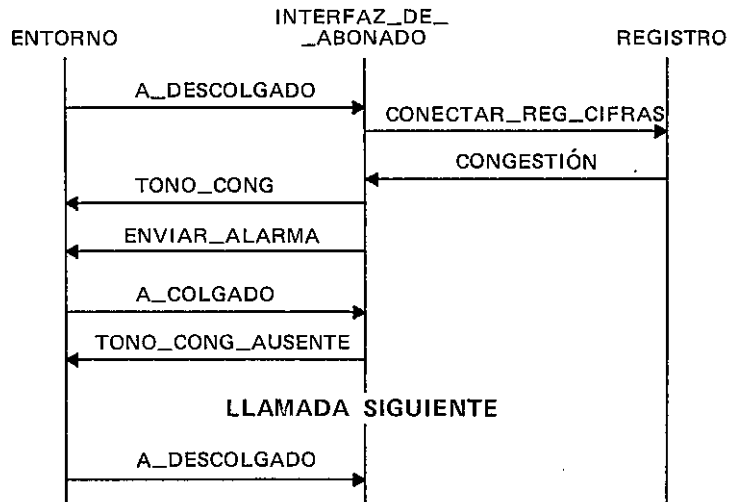 INTERFAZ_DE_
ENTORNO _ABONADO REGISTRO
A_DESCOLGADO
CONECTAR_REG_CIFRAS
CONGESTIÓN
TONO_CONG
ENVIAR_ALARMA
A_COLGADO
TONO_CONG_AUSENTE
LLAMADA SIGUIENTE
A_DESCOLGADO